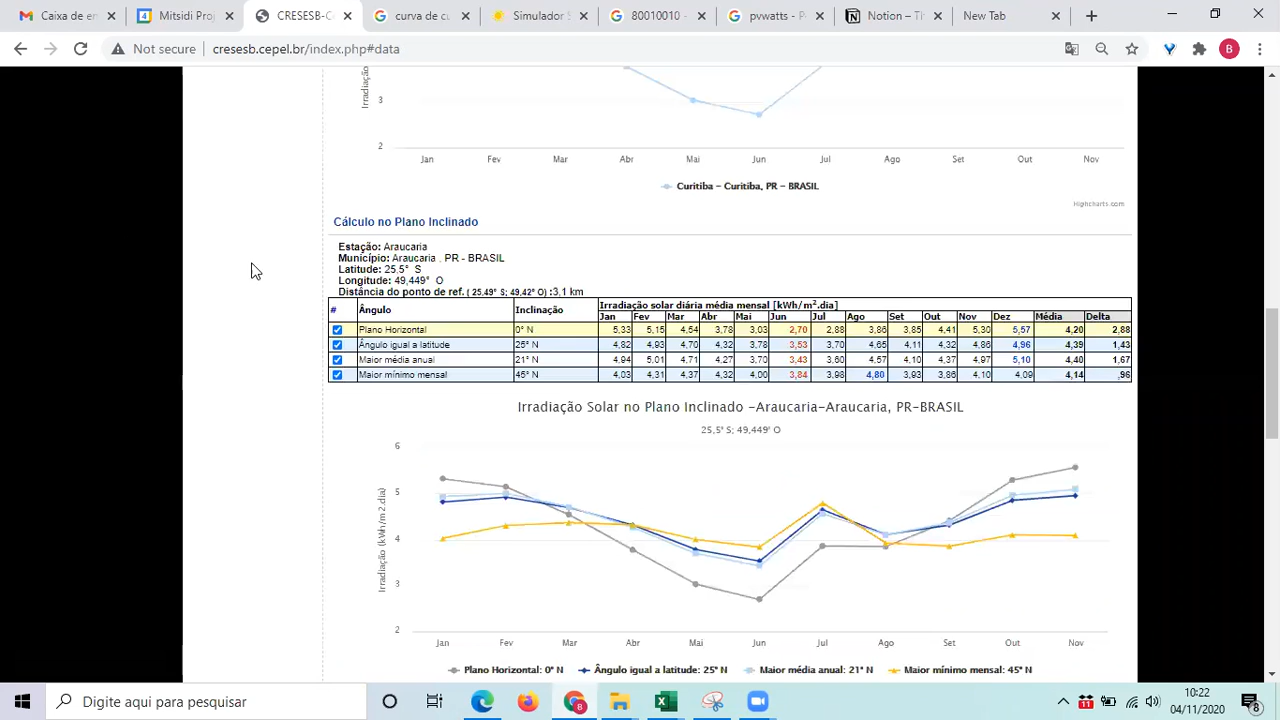 Caixa de en
4
Mitsidi Proj
CRESESB-C
curva de cu
Simulador S
80010010 -
pvwatts - P
Notion – Th
New Tab
Not secure
cresesb.cepel.br/index.php#data
B
Irradiação
3
2
Jan Fev Mar Abr Mai Jun Jul Ago Set Out Nov
Curitiba - Curitiba, PR - BRASIL
Highcharts.com
Cálculo no Plano Inclinado
Estação: Araucaria
Município: Araucaria , PR - BRASIL
Latitude: 25,5° S
Longitude: 49,449° O
Distância do ponto de ref. ( 25,49° S; 49,42° O) :3,1 km
# Ângulo Inclinação Irradiação solar diária média mensal [kWh/m².dia]
Jan Fev Mar Abr Mai Jun Jul Ago Set Out Nov Dez Média Delta
Plano Horizontal 0° N 5,33 5,15 4,54 3,78 3,03 2,70 2,88 3,86 3,85 4,41 5,30 5,57 4,20 2,88
Ângulo igual a latitude 25° N 4,82 4,93 4,70 4,32 3,78 3,53 3,70 4,65 4,11 4,32 4,86 4,96 4,39 1,43
Maior média anual 21° N 4,94 5,01 4,71 4,27 3,70 3,43 3,60 4,57 4,10 4,37 4,97 5,10 4,40 1,67
Maior mínimo mensal 45° N 4,03 4,31 4,37 4,32 4,00 3,84 3,98 4,80 3,93 3,86 4,10 4,09 4,14 ,96
Irradiação Solar no Plano Inclinado -Araucaria-Araucaria, PR-BRASIL
25,5° S; 49,449° O
Irradiação (kWh/m2.dia)
6
5
4
3
2
Jan Fev Mar Abr Mai Jun Jul Ago Set Out Nov
Plano Horizontal: 0° N Ângulo igual a latitude: 25° N Maior média anual: 21° N Maior mínimo mensal: 45° N
Digite aqui para pesquisar
B
11
10:22
04/11/2020
8